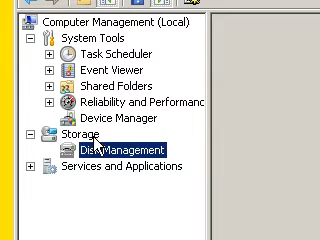 Computer Management (Local)
System Tools
Task Scheduler
Event Viewer
Shared Folders
Reliability and Performanc
Device Manager
Storage
Disk Management
Services and Applications